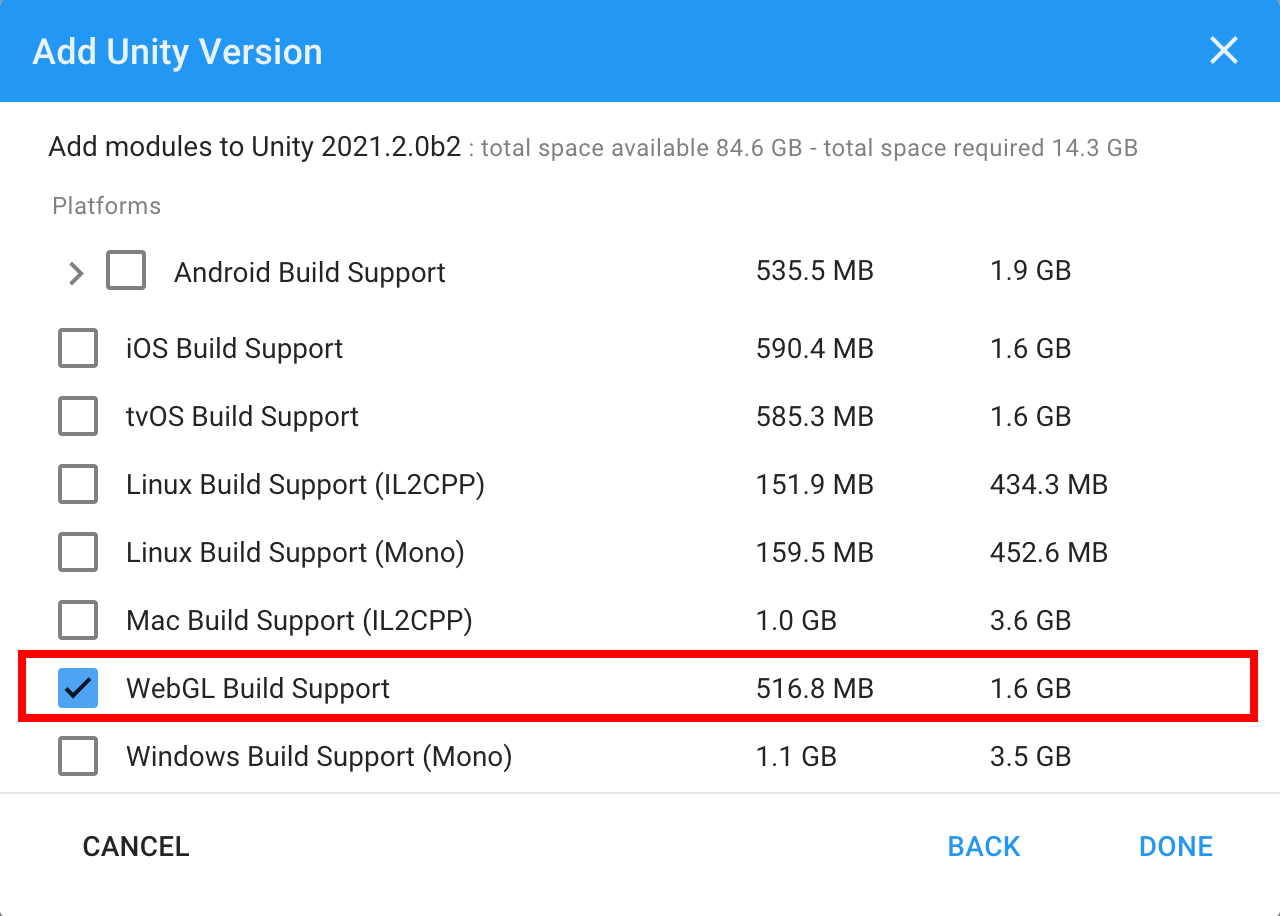 Add Unity Version
Add modules to Unity 2021.2.0b2 : total space available 84.6 GB - total space required 14.3 GB
Platforms
Android Build Support 535.5 MB 1.9 GB
iOS Build Support 590.4 MB 1.6 GB
tvOS Build Support 585.3 MB 1.6 GB
Linux Build Support (IL2CPP) 151.9 MB 434.3 MB
Linux Build Support (Mono) 159.5 MB 452.6 MB
Mac Build Support (IL2CPP) 1.0 GB 3.6 GB
WebGL Build Support 516.8 MB 1.6 GB
Windows Build Support (Mono) 1.1 GB 3.5 GB
CANCEL BACK DONE